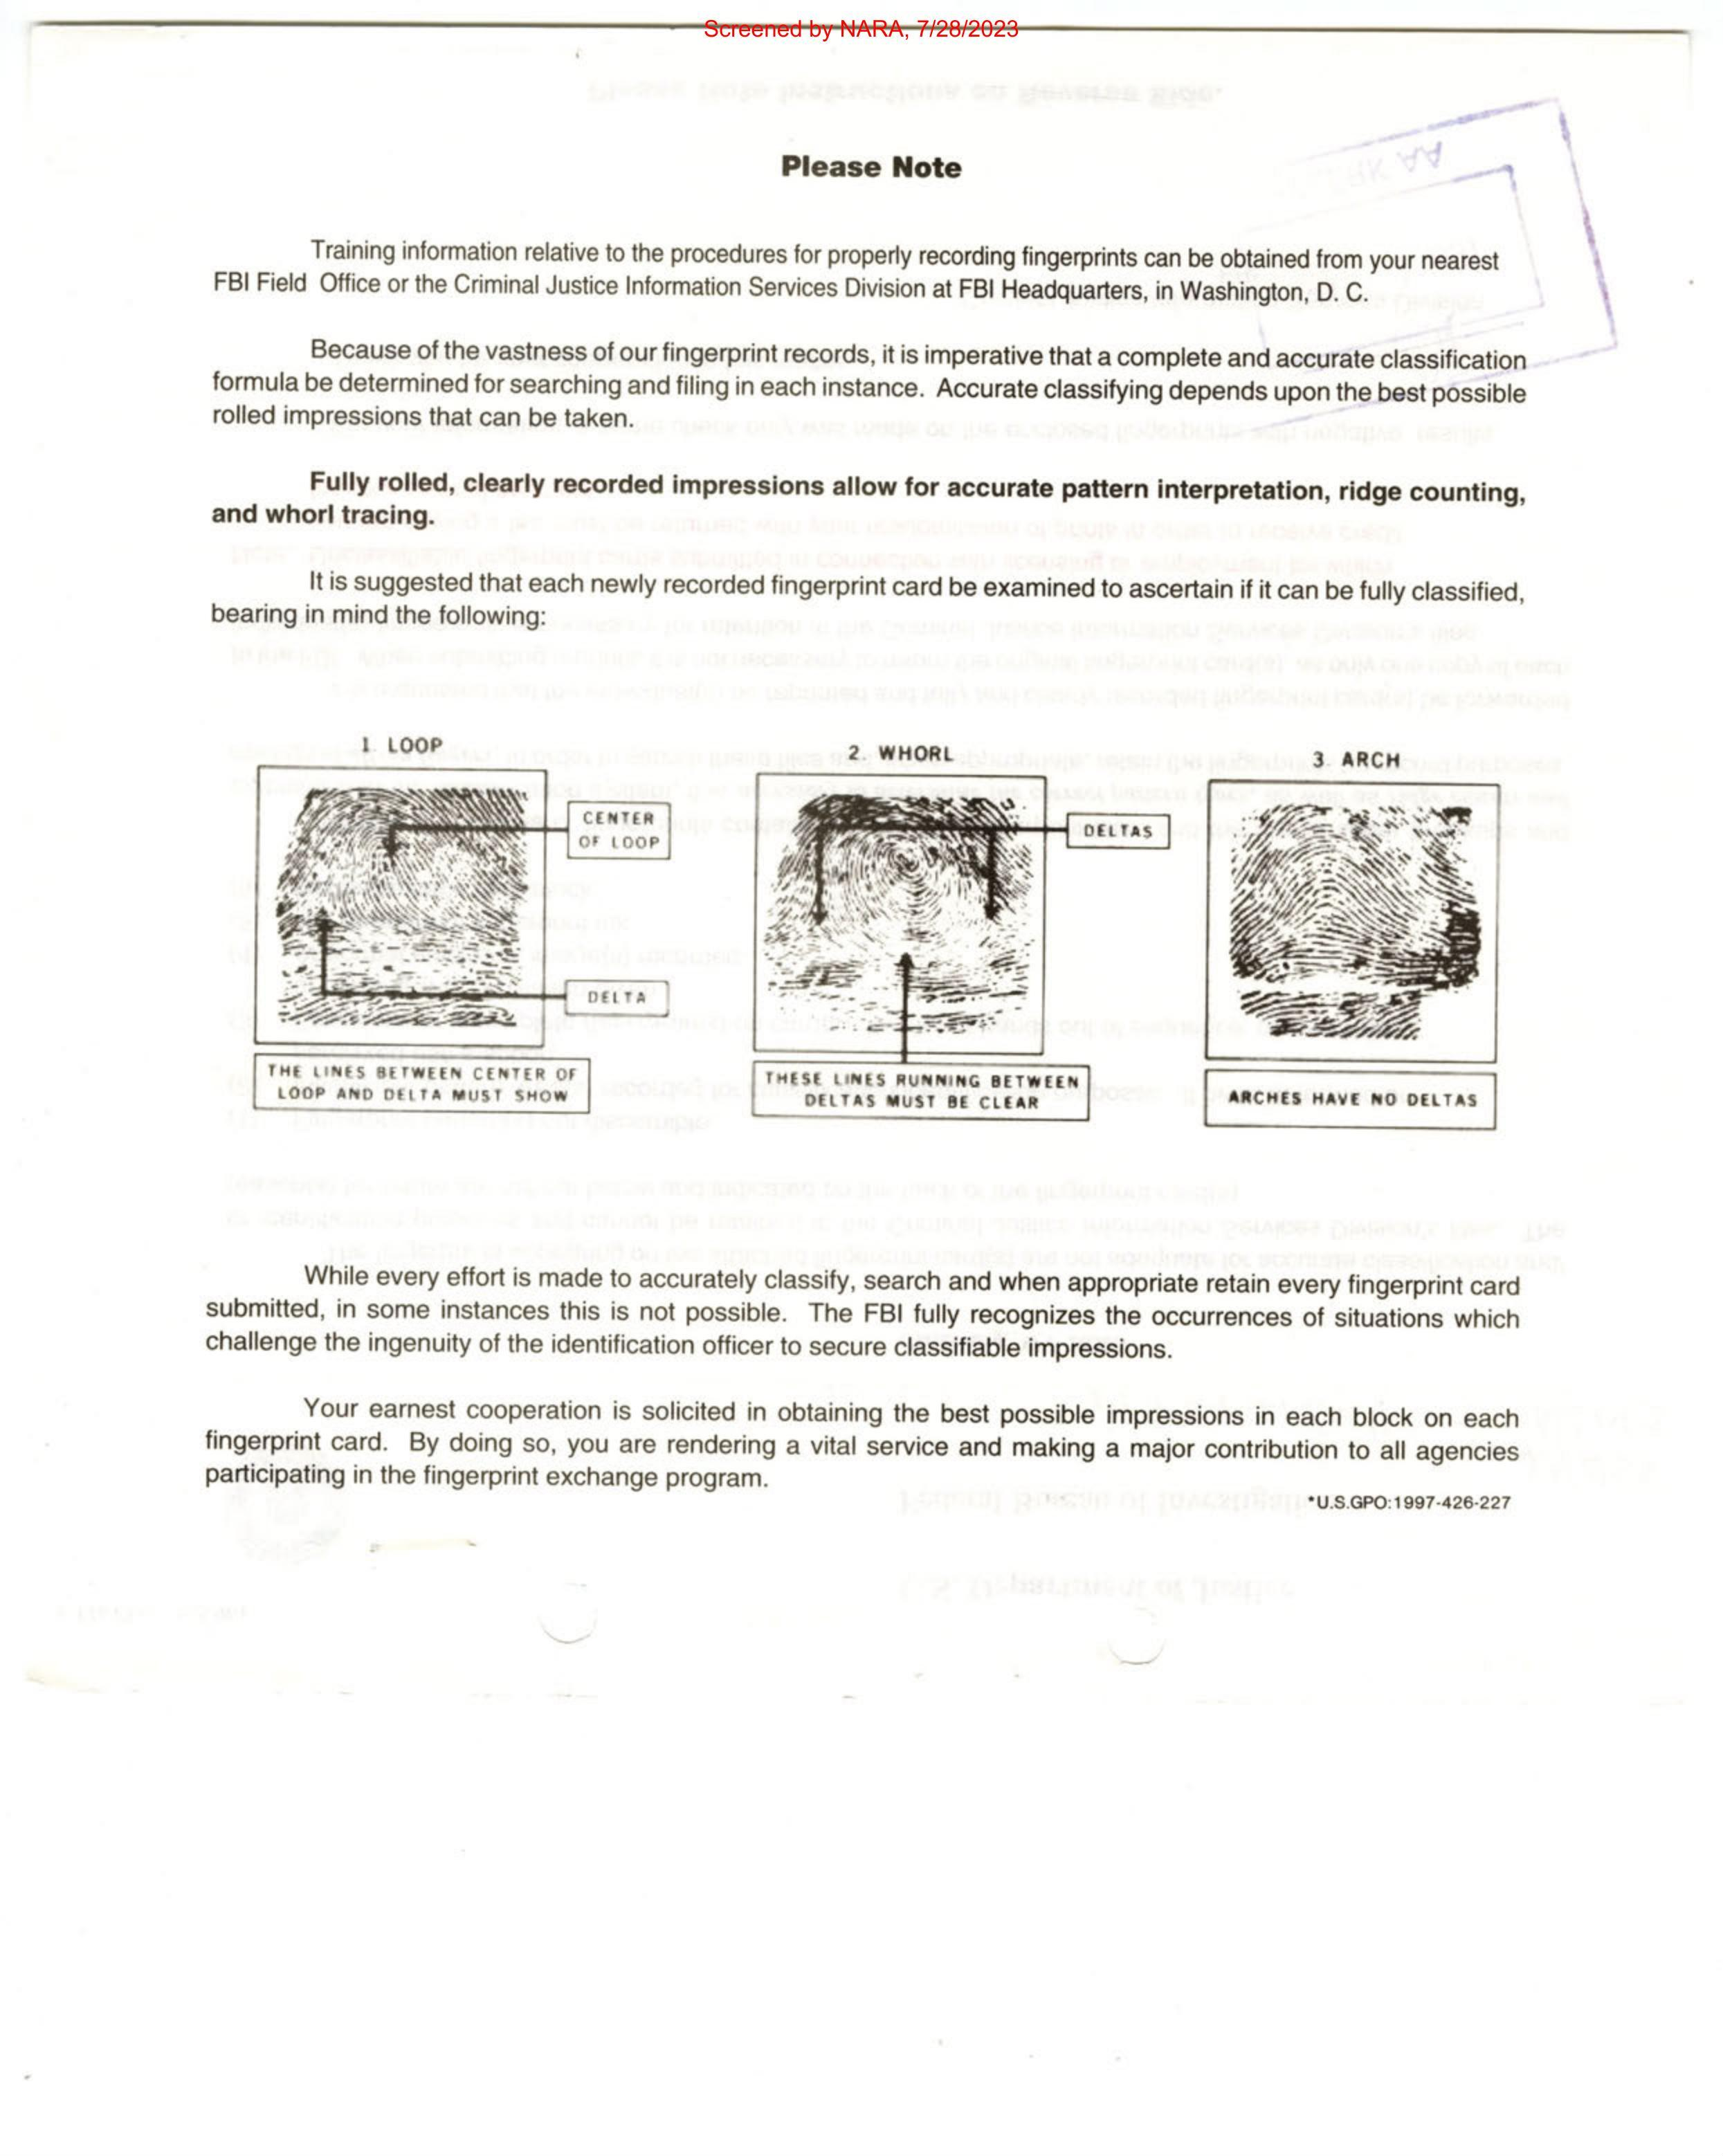 Screened by NARA, 7/28/2023
Please Note
Training information relative to the procedures for properly recording fingerprints can be obtained from your nearest
FBI Field Office or the Criminal Justice Information Services Division at FBI Headquarters, in Washington, D. C.
Because of the vastness of our fingerprint records, it is imperative that a complete and accurate classification
formula be determined for searching and filing in each instance. Accurate classifying depends upon the best possible
rolled impressions that can be taken.
Fully rolled, clearly recorded impressions allow for accurate pattern interpretation, ridge counting,
and whorl tracing.
It is suggested that each newly recorded fingerprint card be examined to ascertain if it can be fully classified,
bearing in mind the following:
1. LOOP
CENTER
OF LOOP
DELTA
THE LINES BETWEEN CENTER OF
LOOP AND DELTA MUST SHOW
2. WHORL
DELTAS
THESE LINES RUNNING BETWEEN
DELTAS MUST BE CLEAR
3. ARCH
ARCHES HAVE NO DELTAS
While every effort is made to accurately classify, search and when appropriate retain every fingerprint card
submitted, in some instances this is not possible. The FBI fully recognizes the occurrences of situations which
challenge the ingenuity of the identification officer to secure classifiable impressions.
Your earnest cooperation is solicited in obtaining the best possible impressions in each block on each
fingerprint card. By doing so, you are rendering a vital service and making a major contribution to all agencies
participating in the fingerprint exchange program.
*U.S.GPO:1997-426-227